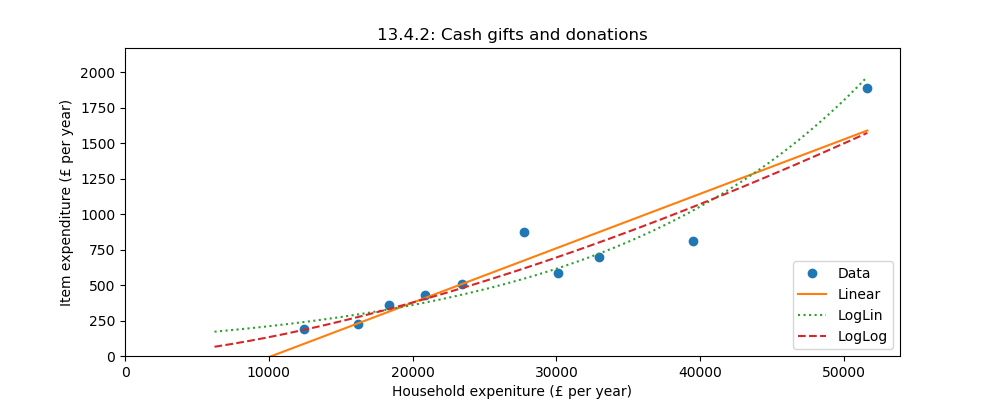 13.4.2: Cash gifts and donations
Item expenditure (£ per year)
2000
1750
1500
1250
1000
750
500
250
0
0 10000 20000 30000 40000 50000
Household expeniture (£ per year)
Data
Linear
LogLin
LogLog